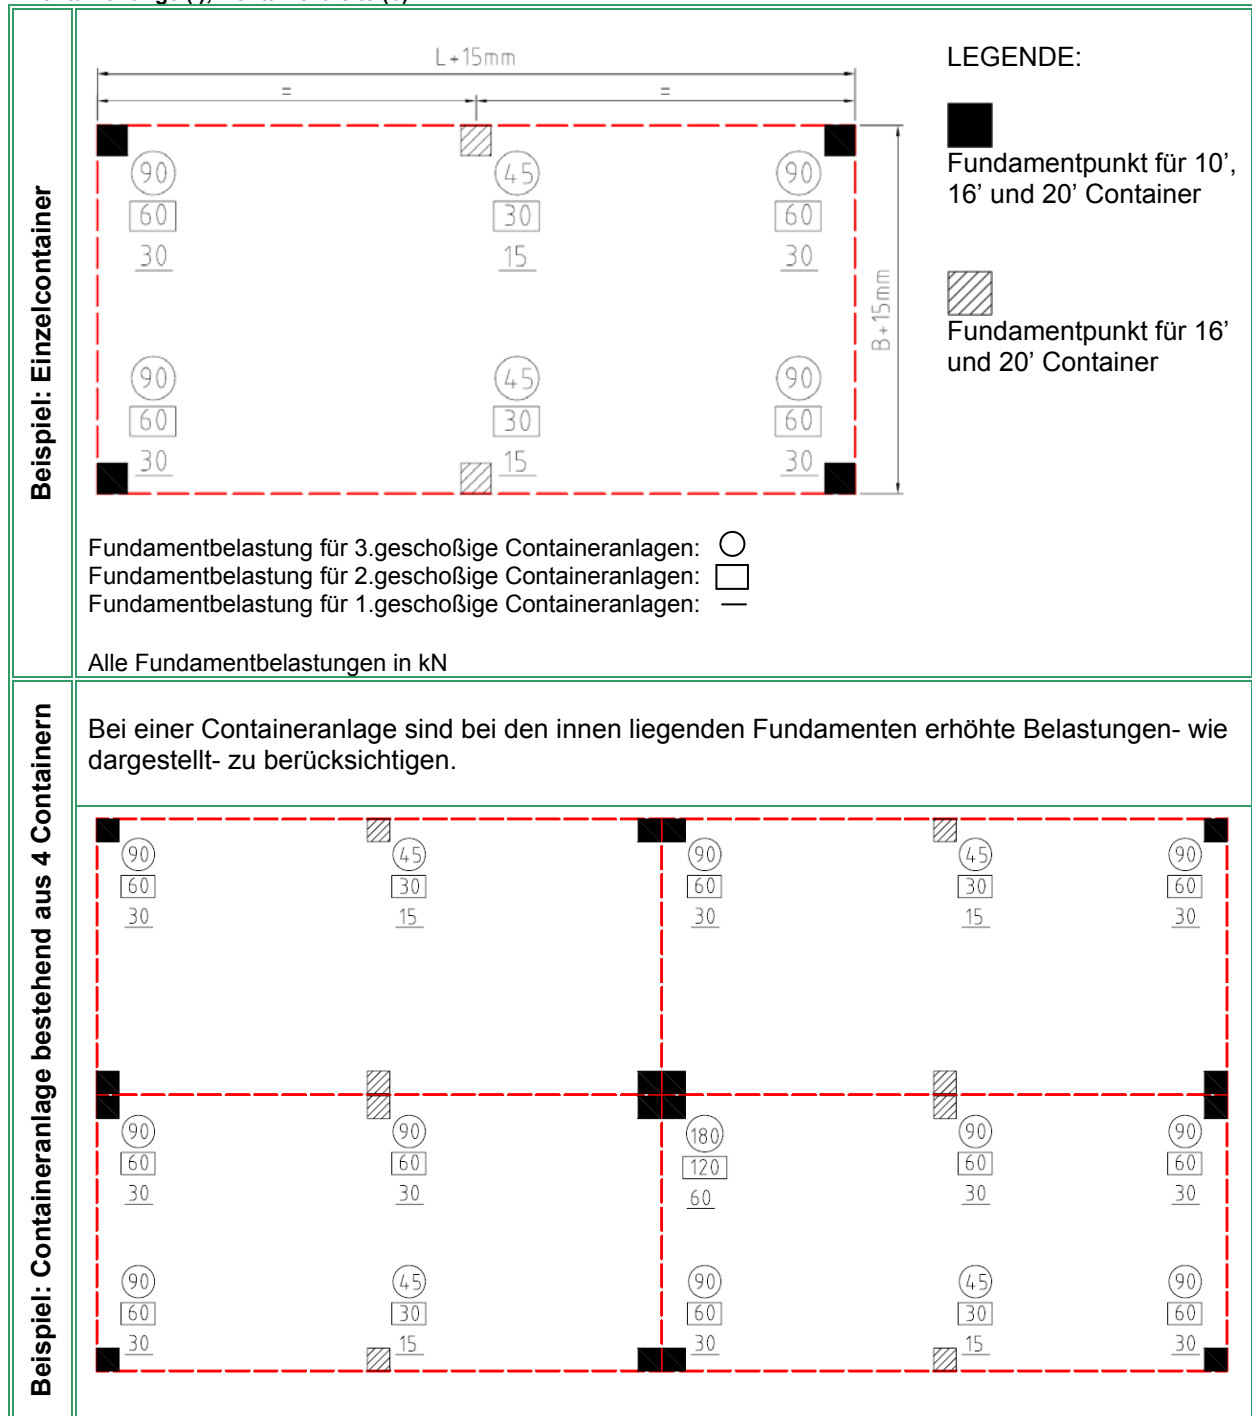 L+15mm
=
=
LEGENDE:
Fundamentpunkt für 10’,
16’ und 20’ Container
Fundamentpunkt für 16’
und 20’ Container
Beispiel: Einzelcontainer
90 45 90
60 30 60
30 15 30
B+15mm
90 45 90
60 30 60
30 15 30
Fundamentbelastung für 3.geschoßige Containeranlagen:
Fundamentbelastung für 2.geschoßige Containeranlagen:
Fundamentbelastung für 1.geschoßige Containeranlagen:
Alle Fundamentbelastungen in kN
Beispiel: Containeranlage bestehend aus 4 Containern
Bei einer Containeranlage sind bei den innen liegenden Fundamenten erhöhte Belastungen- wie
dargestellt- zu berücksichtigen.
90 45 90 45 90
60 30 60 30 60
30 15 30 15 30
90 90 180 90 90
60 60 120 60 60
30 30 60 30 30
90 45 90 45 90
60 30 60 30 60
30 15 30 15 30